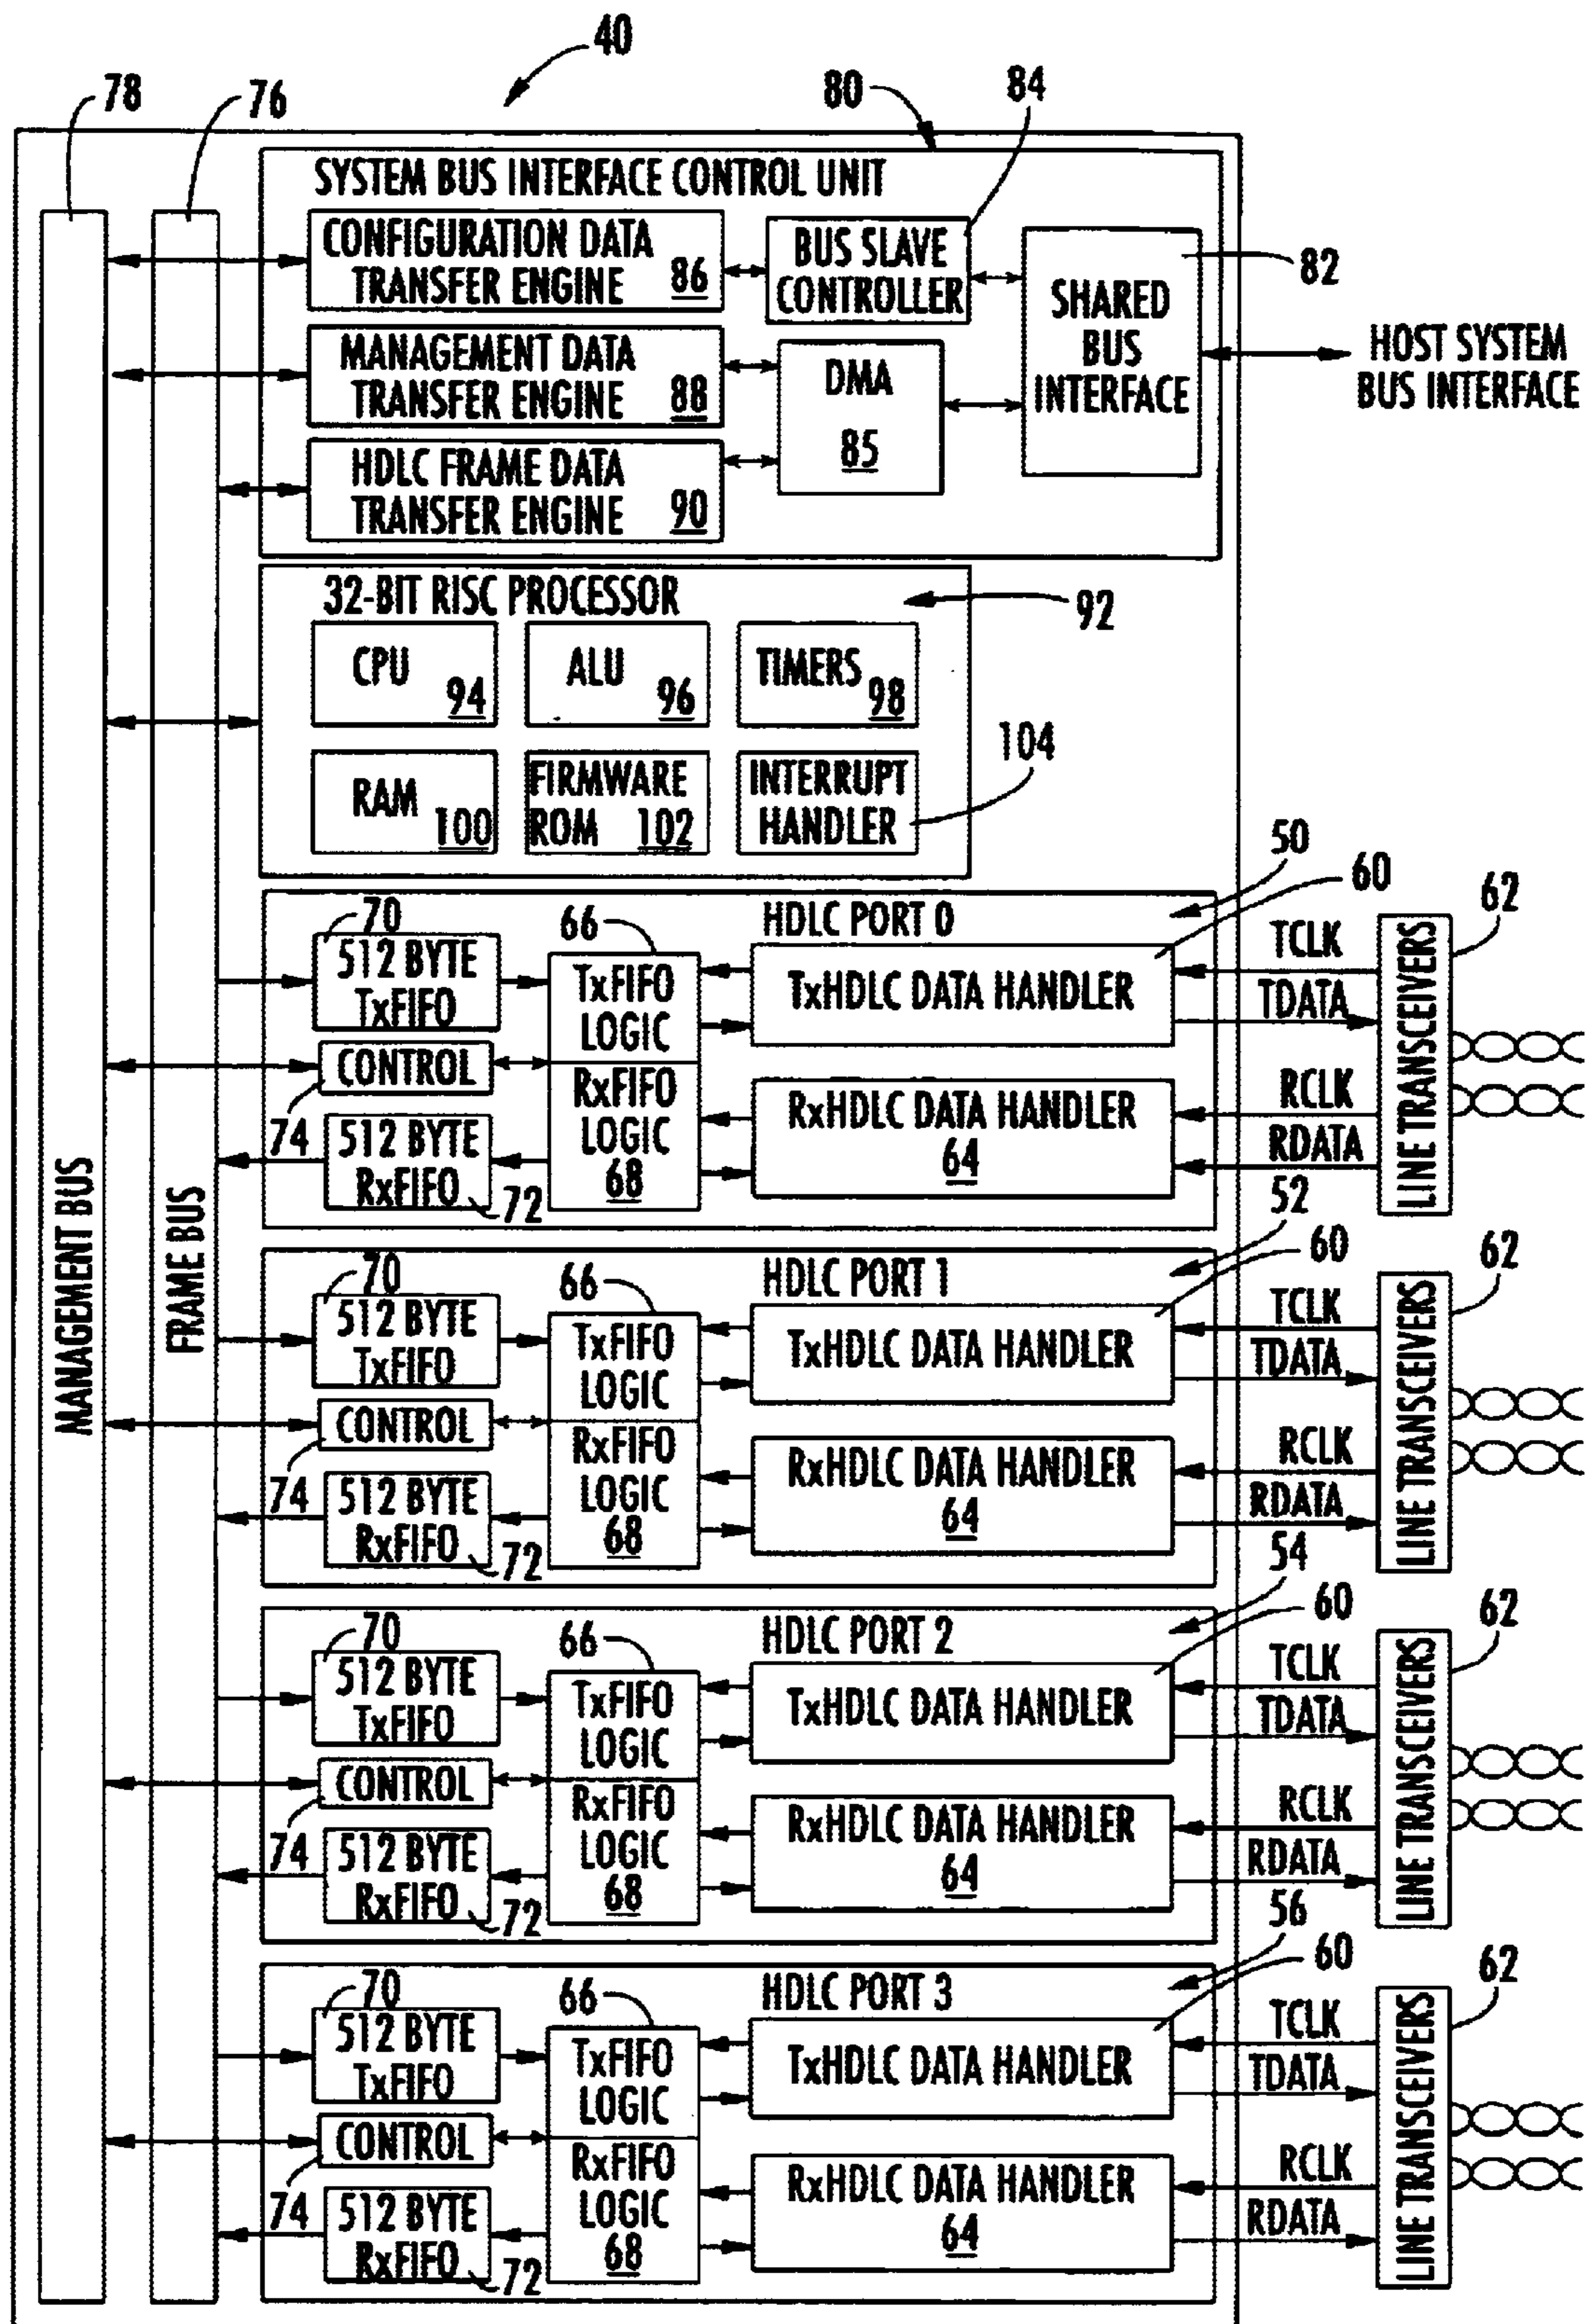 40
78
76
80
84
SYSTEM BUS INTERFACE CONTROL UNIT
CONFIGURATION DATA
TRANSFER ENGINE 86
BUS SLAVE
CONTROLLER
SHARED
BUS
INTERFACE
82
MANAGEMENT DATA
TRANSFER ENGINE 88
DMA
85
HOST SYSTEM
BUS INTERFACE
HDLC FRAME DATA
TRANSFER ENGINE 90
32-BIT RISC PROCESSOR
92
CPU 94
ALU 96
TIMERS 98
RAM 100
FIRMWARE
ROM 102
INTERRUPT
HANDLER
104
MANAGEMENT BUS
FRAME BUS
HDLC PORT 0
50
60
62
70
512 BYTE
TxFIFO
66
TxFIFO
LOGIC
TxHDLC DATA HANDLER
TCLK
TDATA
CONTROL
74
RxFIFO
LOGIC
68
RxHDLC DATA HANDLER
64
RCLK
RDATA
512 BYTE
RxFIFO
72
LINE TRANSCEIVERS
HDLC PORT 1
52
60
62
70
512 BYTE
TxFIFO
66
TxFIFO
LOGIC
TxHDLC DATA HANDLER
TCLK
TDATA
CONTROL
74
RxFIFO
LOGIC
68
RxHDLC DATA HANDLER
64
RCLK
RDATA
512 BYTE
RxFIFO
72
LINE TRANSCEIVERS
HDLC PORT 2
54
60
62
70
512 BYTE
TxFIFO
66
TxFIFO
LOGIC
TxHDLC DATA HANDLER
TCLK
TDATA
CONTROL
74
RxFIFO
LOGIC
68
RxHDLC DATA HANDLER
64
RCLK
RDATA
512 BYTE
RxFIFO
72
LINE TRANSCEIVERS
HDLC PORT 3
56
60
62
70
512 BYTE
TxFIFO
66
TxFIFO
LOGIC
TxHDLC DATA HANDLER
TCLK
TDATA
CONTROL
74
RxFIFO
LOGIC
68
RxHDLC DATA HANDLER
64
RCLK
RDATA
512 BYTE
RxFIFO
72
LINE TRANSCEIVERS